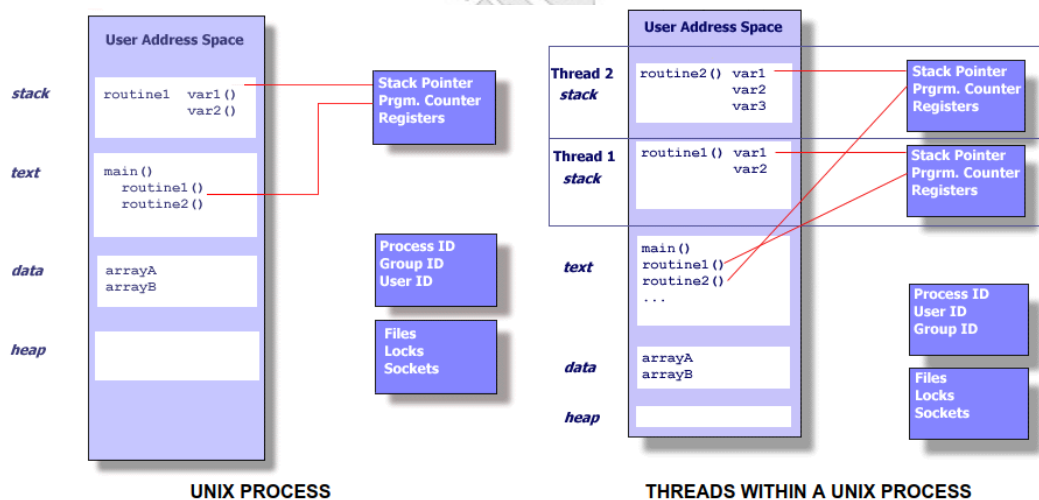 User Address Space
stack
routine1 var1()
var2()
Stack Pointer
Prgm. Counter
Registers
text
main()
routine1()
routine2()
Process ID
Group ID
User ID
data
arrayA
arrayB
Files
Locks
Sockets
heap
UNIX PROCESS
User Address Space
Thread 2
stack
routine2() var1
var2
var3
Stack Pointer
Prgrm. Counter
Registers
Thread 1
stack
routine1() var1
var2
Stack Pointer
Prgrm. Counter
Registers
text
main()
routine1()
routine2()
...
Process ID
User ID
Group ID
data
arrayA
arrayB
Files
Locks
Sockets
heap
THREADS WITHIN A UNIX PROCESS